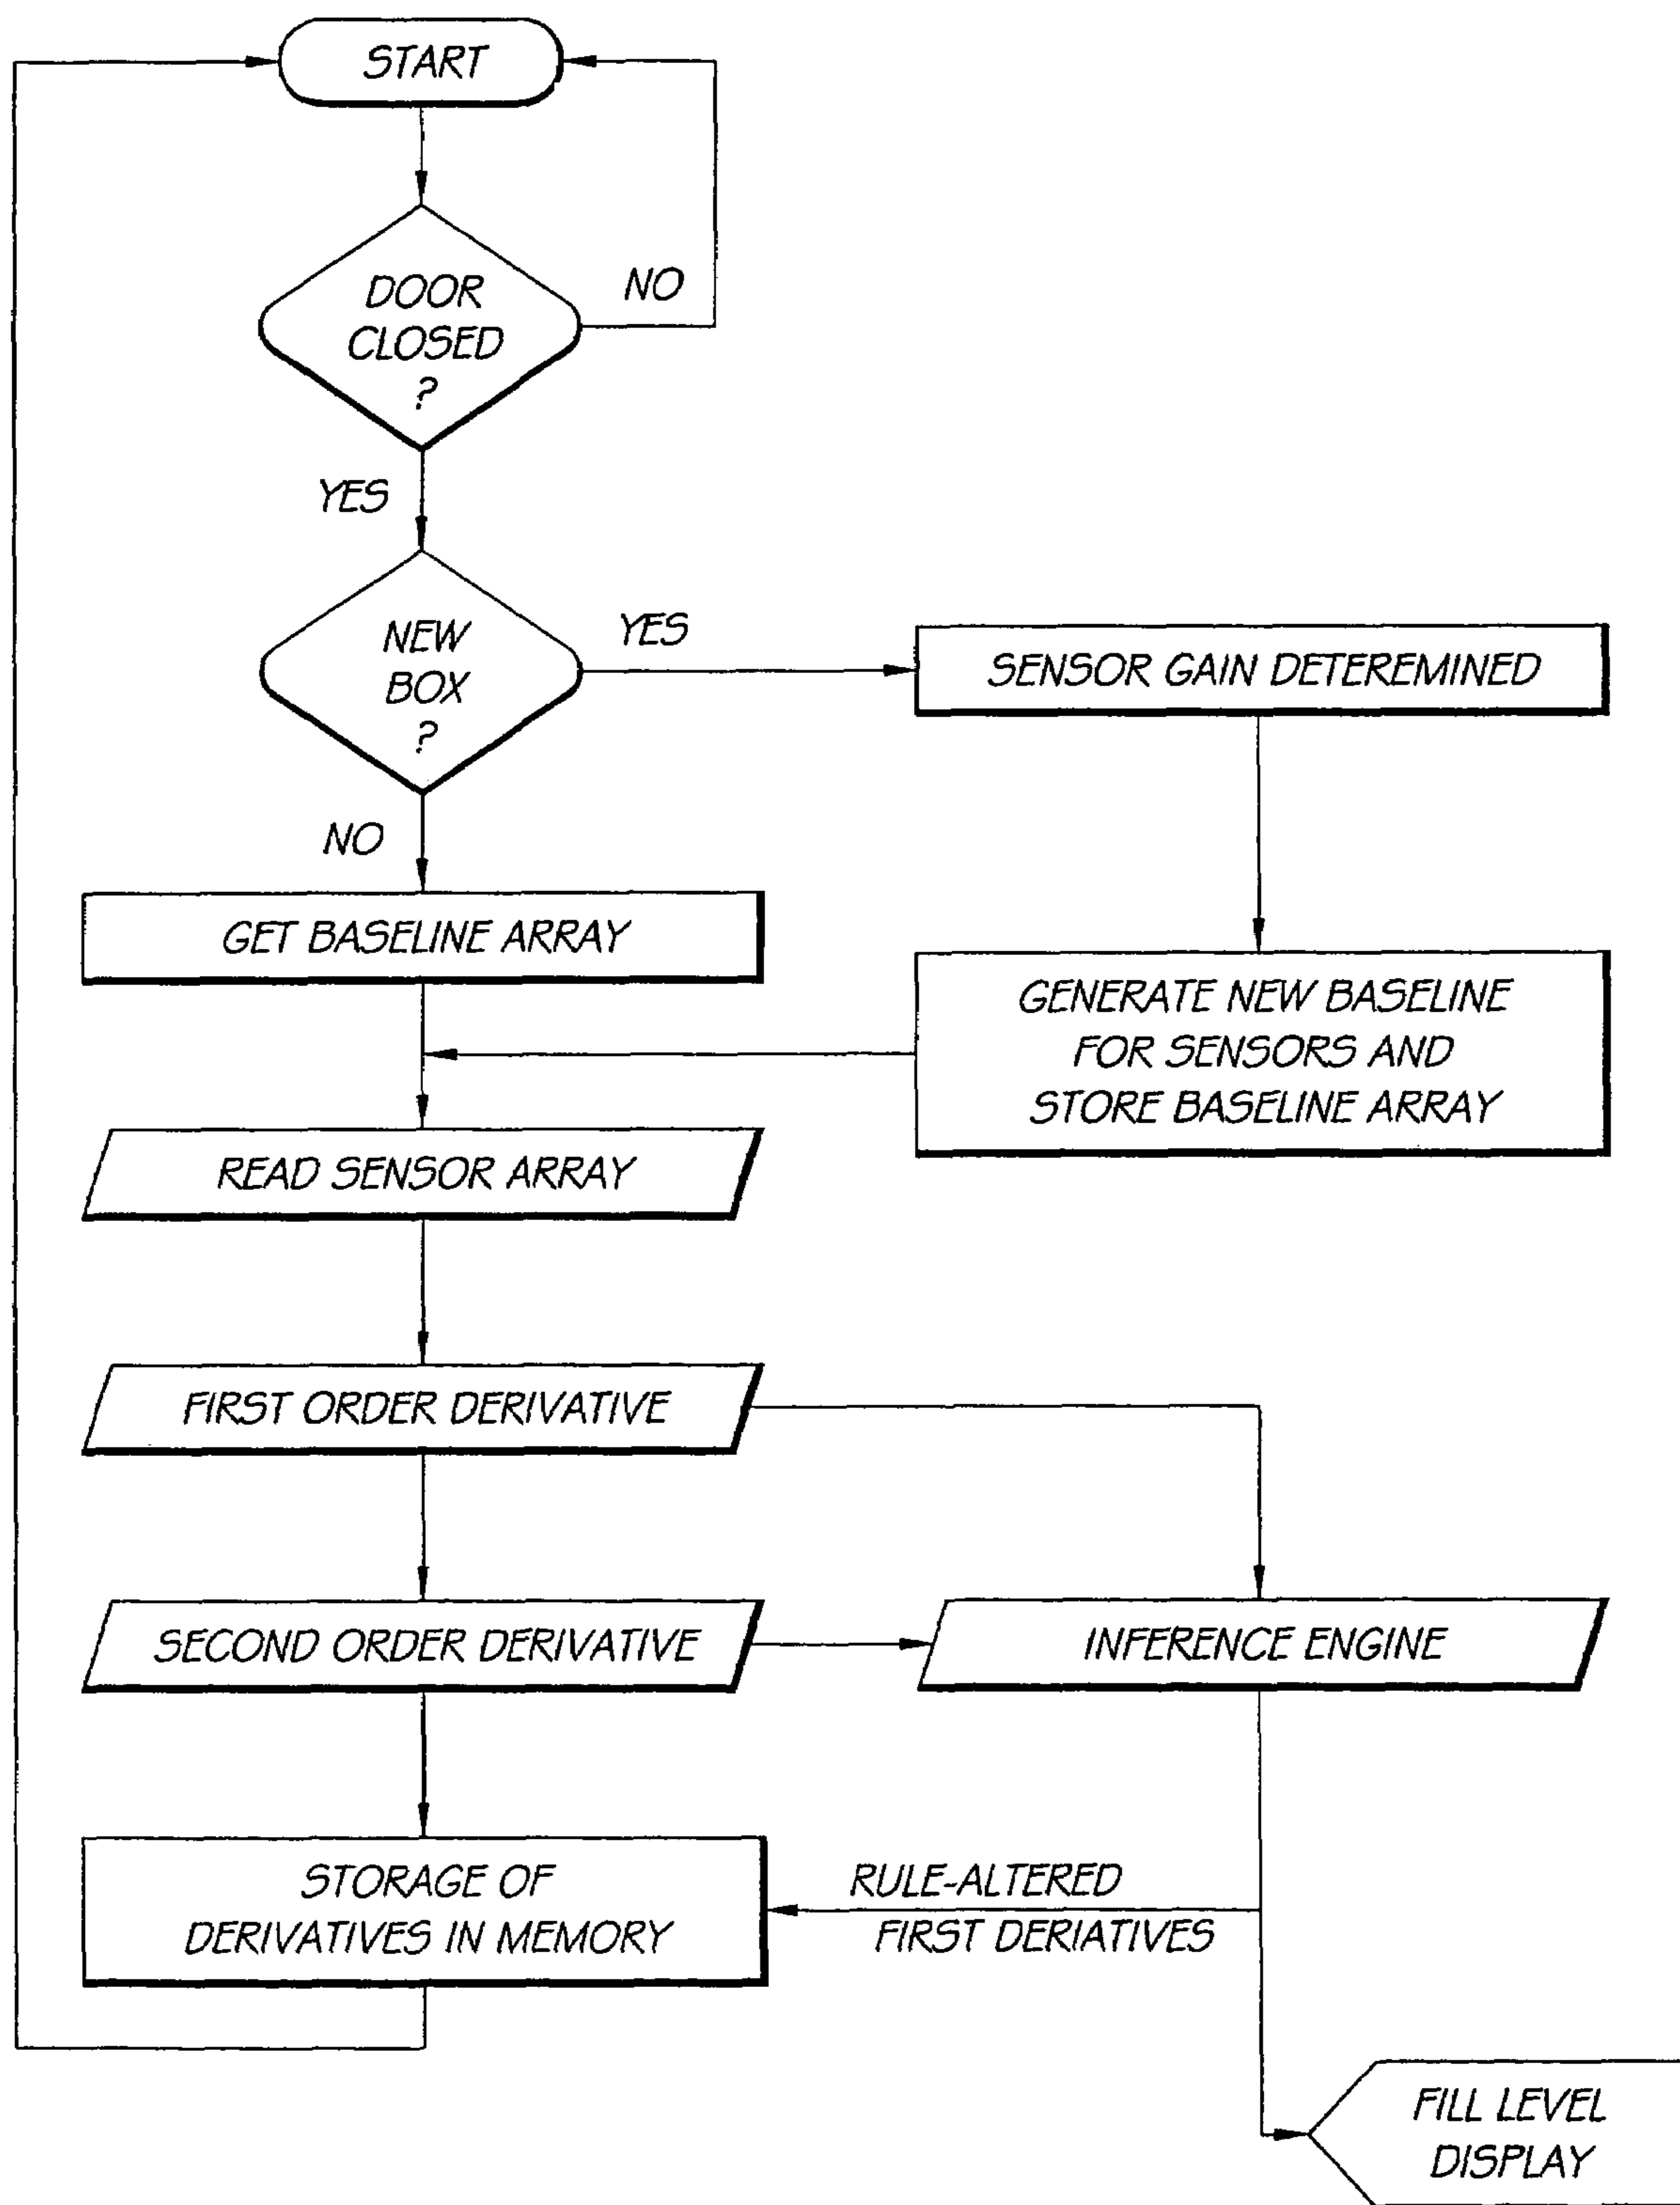 START
DOOR
CLOSED
?
NO
YES
NEW
BOX
?
YES
SENSOR GAIN DETEREMINED
NO
GET BASELINE ARRAY
GENERATE NEW BASELINE
FOR SENSORS AND
STORE BASELINE ARRAY
READ SENSOR ARRAY
FIRST ORDER DERIVATIVE
SECOND ORDER DERIVATIVE
INFERENCE ENGINE
STORAGE OF
DERIVATIVES IN MEMORY
RULE-ALTERED
FIRST DERIATIVES
FILL LEVEL
DISPLAY